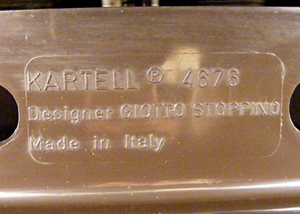 KARTELL ® 4676
Designer GIOTTO STOPPINO
Made in Italy